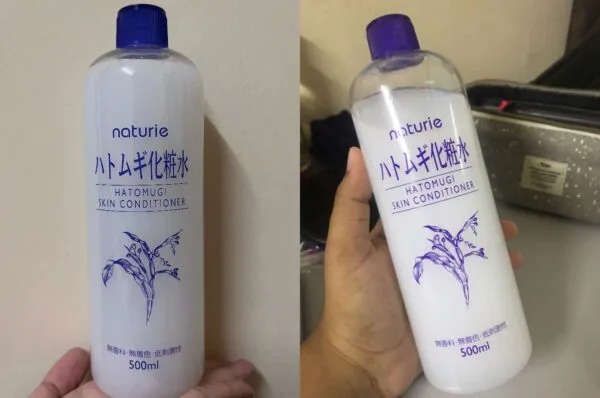 naturie
ハトムギ化粧水
HATOMUGI
SKIN CONDITIONER
無香料・無着色・低刺激性
500ml
naturie
ハトムギ化粧水
HATOMUGI
SKIN CONDITIONER
無香料・無着色・低刺激性
500ml